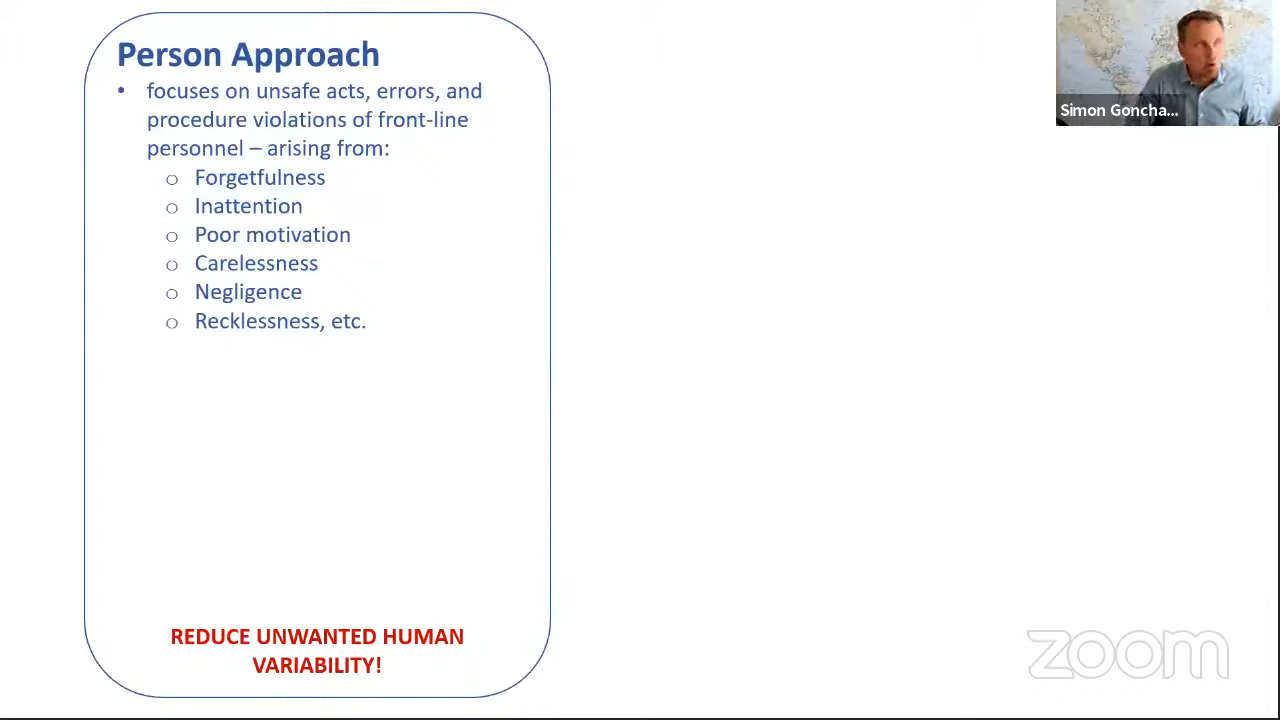 Person Approach
• focuses on unsafe acts, errors, and
procedure violations of front-line
personnel – arising from:
o Forgetfulness
o Inattention
o Poor motivation
o Carelessness
o Negligence
o Recklessness, etc.
REDUCE UNWANTED HUMAN
VARIABILITY!
Simon Goncha...
zoom